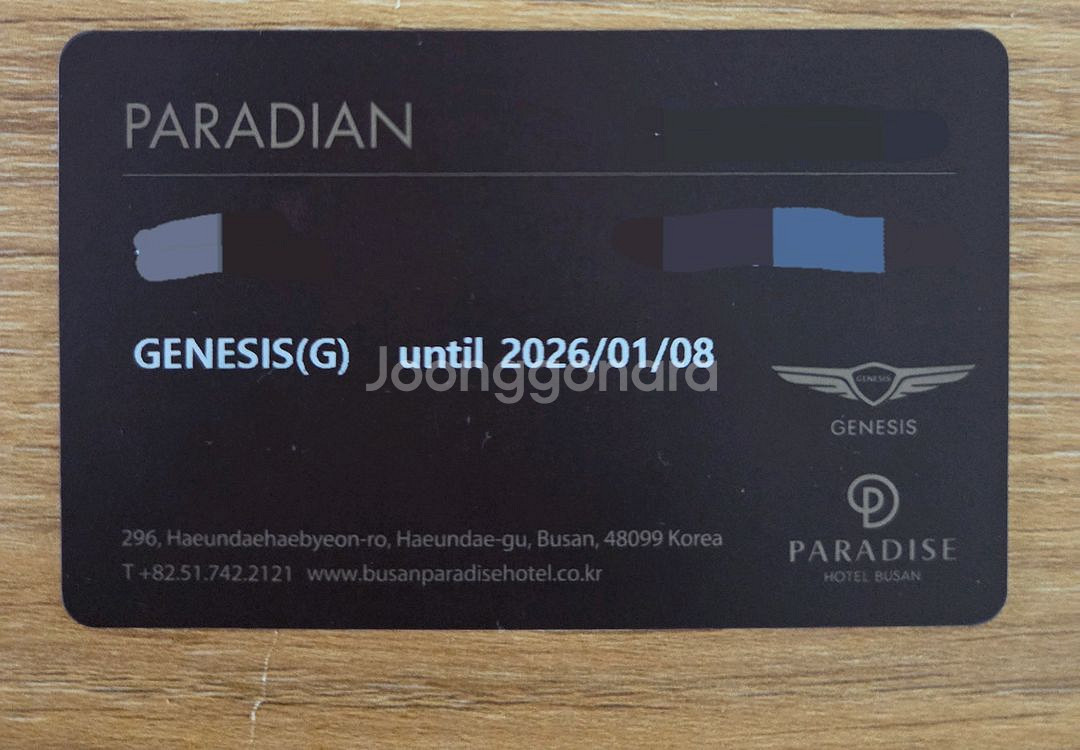 PARADIAN
GENESIS(G) until 2026/01/08
Joonggonara
GENESIS
GENESIS
296, Haeundaehaebyeon-ro, Haeundae-gu, Busan, 48099 Korea
T +82.51.742.2121 www.busanparadisehotel.co.kr
PARADISE
HOTEL BUSAN